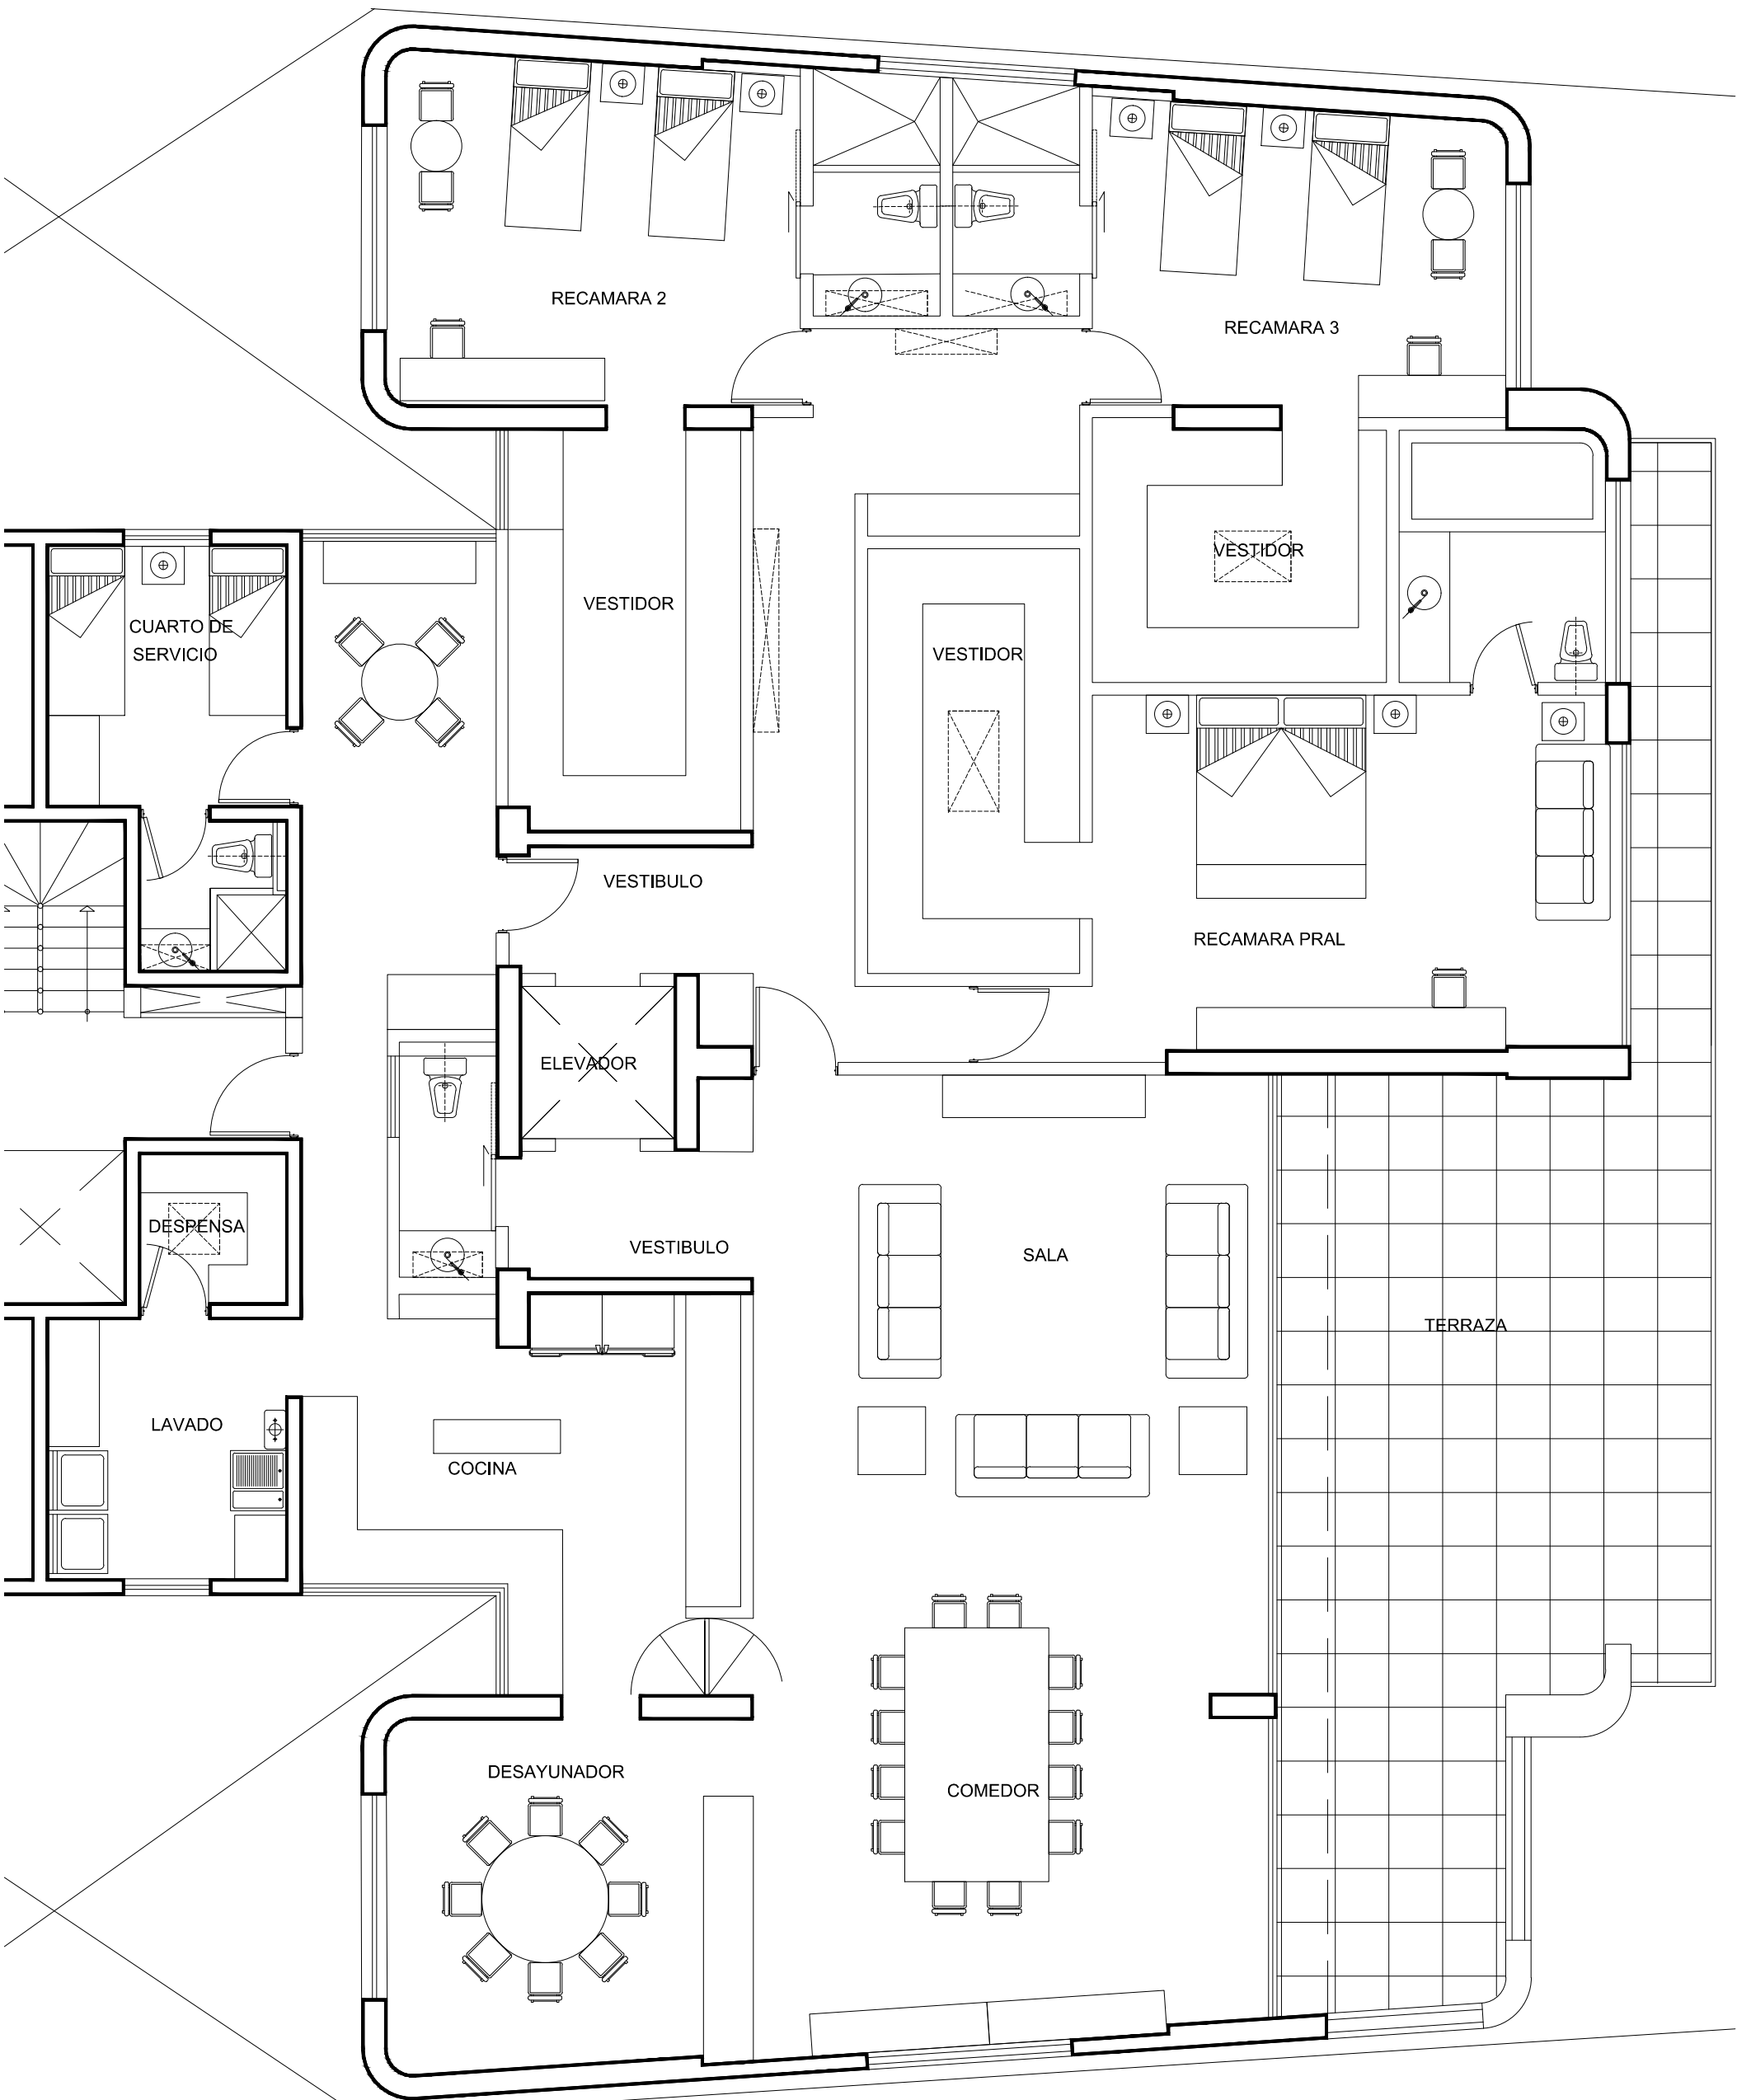 RECAMARA 2
RECAMARA 3
VESTIDOR
VESTIDOR
CUARTO DE
SERVICIO
VESTIDOR
VESTIBULO
RECAMARA PRAL
ELEVADOR
DESPENSA
VESTIBULO
SALA
TERRAZA
LAVADO
COCINA
DESAYUNADOR
COMEDOR